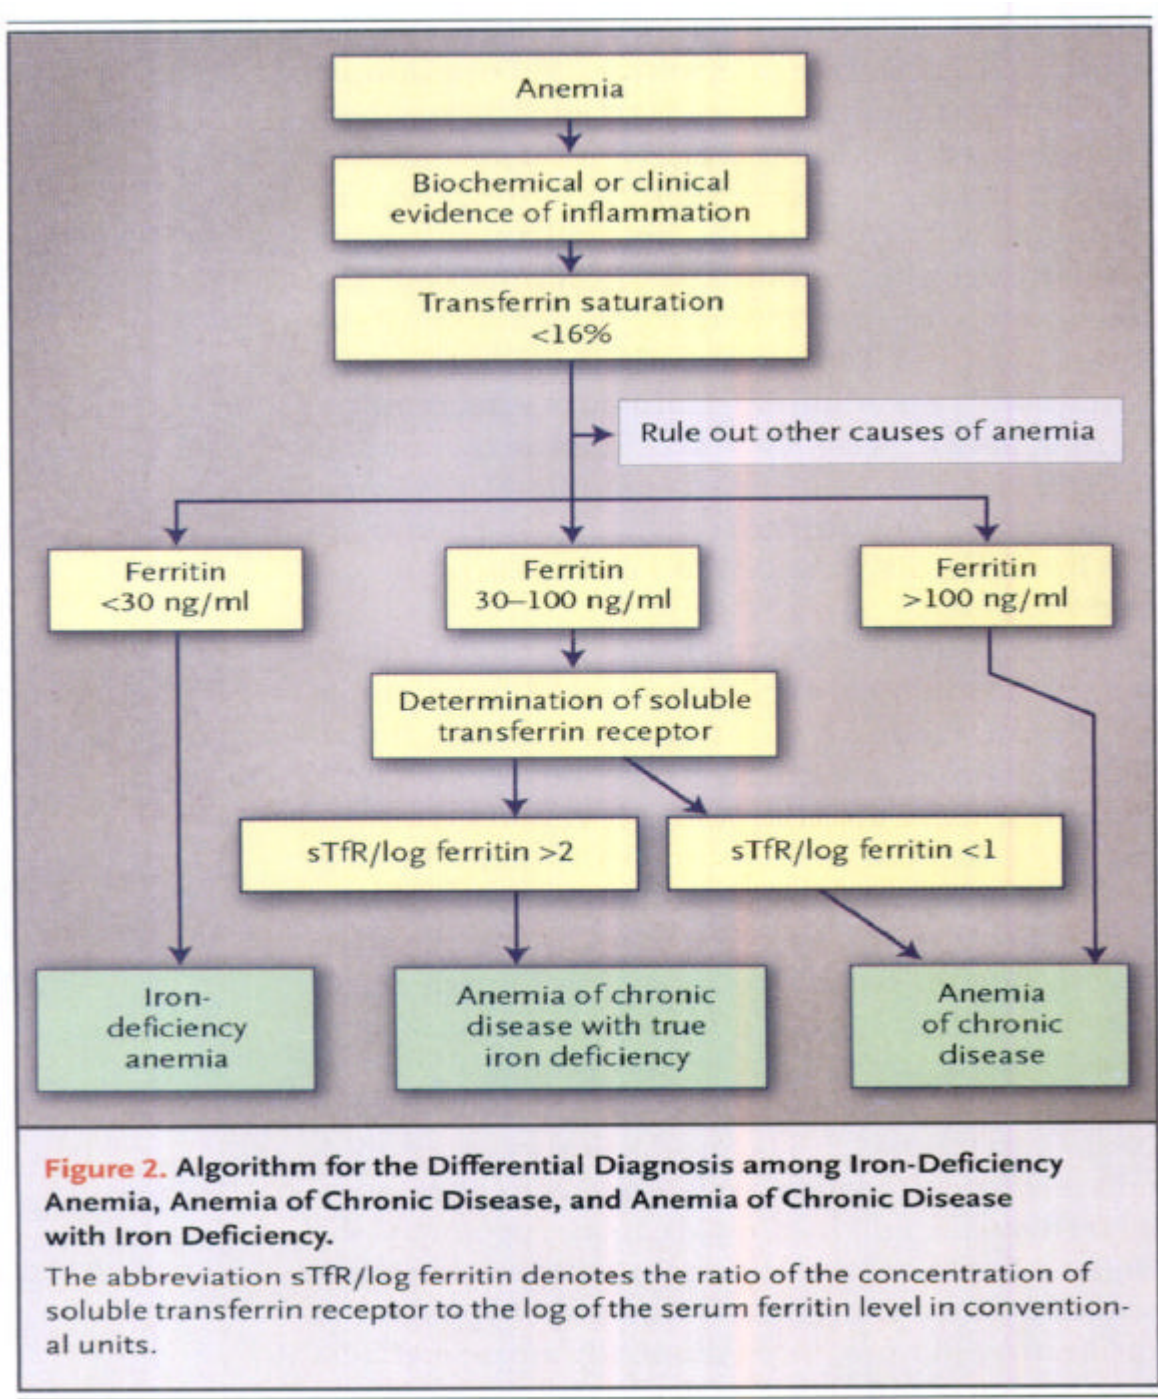 Anemia
Biochemical or clinical
evidence of inflammation
Transferrin saturation
<16%
Rule out other causes of anemia
Ferritin
<30 ng/ml
Ferritin
30–100 ng/ml
Ferritin
>100 ng/ml
Determination of soluble
transferrin receptor
sTfR/log ferritin >2
sTfR/log ferritin <1
Iron-
deficiency
anemia
Anemia of chronic
disease with true
iron deficiency
Anemia
of chronic
disease
Figure 2. Algorithm for the Differential Diagnosis among Iron-Deficiency
Anemia, Anemia of Chronic Disease, and Anemia of Chronic Disease
with Iron Deficiency.
The abbreviation sTfR/log ferritin denotes the ratio of the concentration of
soluble transferrin receptor to the log of the serum ferritin level in convention-
al units.